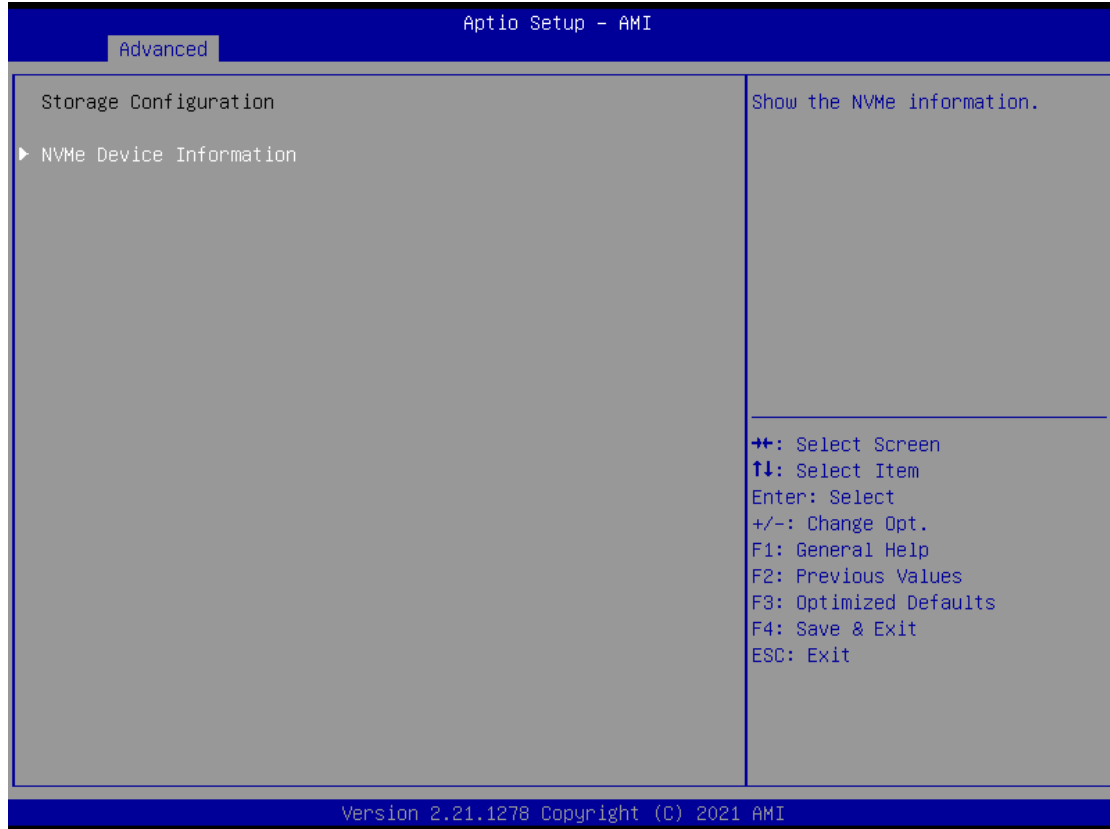 Aptio Setup – AMI
Advanced
Storage Configuration
▶ NVMe Device Information
Show the NVMe information.
→←: Select Screen
↑↓: Select Item
Enter: Select
+/-: Change Opt.
F1: General Help
F2: Previous Values
F3: Optimized Defaults
F4: Save & Exit
ESC: Exit
Version 2.21.1278 Copyright (C) 2021 AMI